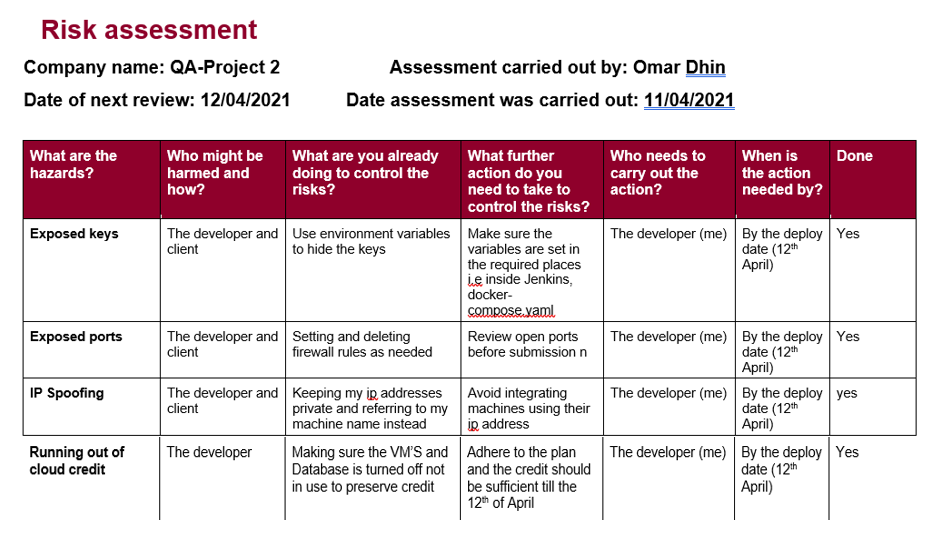 Risk assessment
Company name: QA-Project 2
Assessment carried out by: Omar Dhin
Date of next review: 12/04/2021
Date assessment was carried out: 11/04/2021
What are the
hazards?
Who might be
harmed and
how?
What are you already
doing to control the
risks?
What further
action do you
need to take to
control the risks?
Who needs to
carry out the
action?
When is
the action
needed by?
Done
Exposed keys
The developer and
client
Use environment variables
to hide the keys
Make sure the
variables are set in
the required places
i.e inside Jenkins,
docker-
compose.yaml
The developer (me)
By the deploy
date (12th
April)
Yes
Exposed ports
The developer and
client
Setting and deleting
firewall rules as needed
Review open ports
before submission n
The developer (me)
By the deploy
date (12th
April)
Yes
IP Spoofing
The developer and
client
Keeping my ip addresses
private and referring to my
machine name instead
Avoid integrating
machines using their
ip address
The developer (me)
By the deploy
date (12th
April)
yes
Running out of
cloud credit
The developer
Making sure the VM'S and
Database is turned off not
in use to preserve credit
Adhere to the plan
and the credit should
be sufficient till the
12th of April
The developer (me)
By the deploy
date (12th
April)
Yes